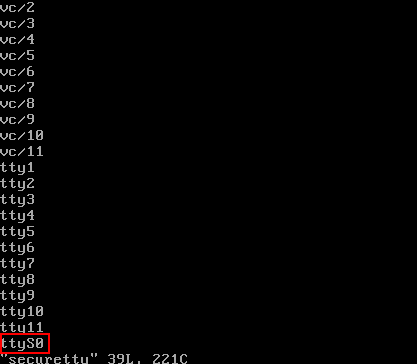 vc/2
vc/3
vc/4
vc/5
vc/6
vc/7
vc/8
vc/9
vc/10
vc/11
tty1
tty2
tty3
tty4
tty5
tty6
tty7
tty8
tty9
tty10
tty11
ttyS0
"securetty" 39L, 221C